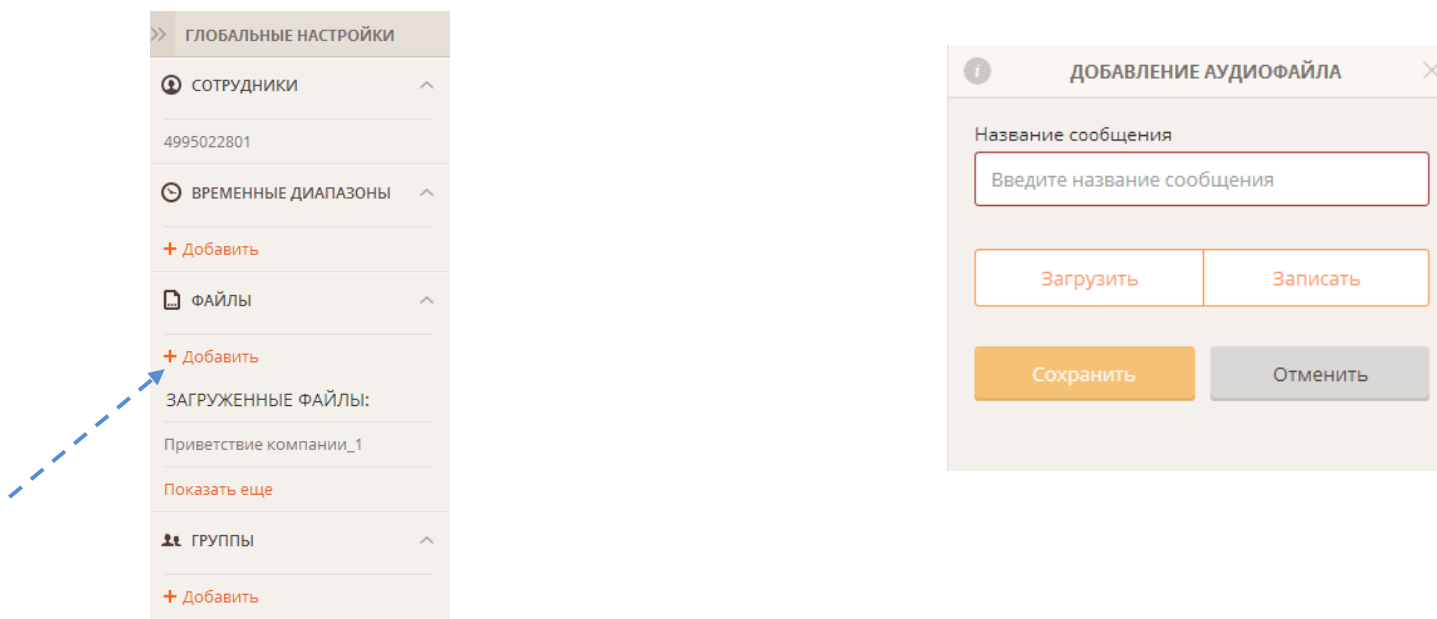 ГЛОБАЛЬНЫЕ НАСТРОЙКИ
СОТРУДНИКИ
4995022801
ВРЕМЕННЫЕ ДИАПАЗОНЫ
+ Добавить
ФАЙЛЫ
+ Добавить
ЗАГРУЖЕННЫЕ ФАЙЛЫ:
Приветствие компании_1
Показать еще
ГРУППЫ
+ Добавить
ДОБАВЛЕНИЕ АУДИОФАЙЛА
Название сообщения
Введите название сообщения
Загрузить Записать
Сохранить Отменить